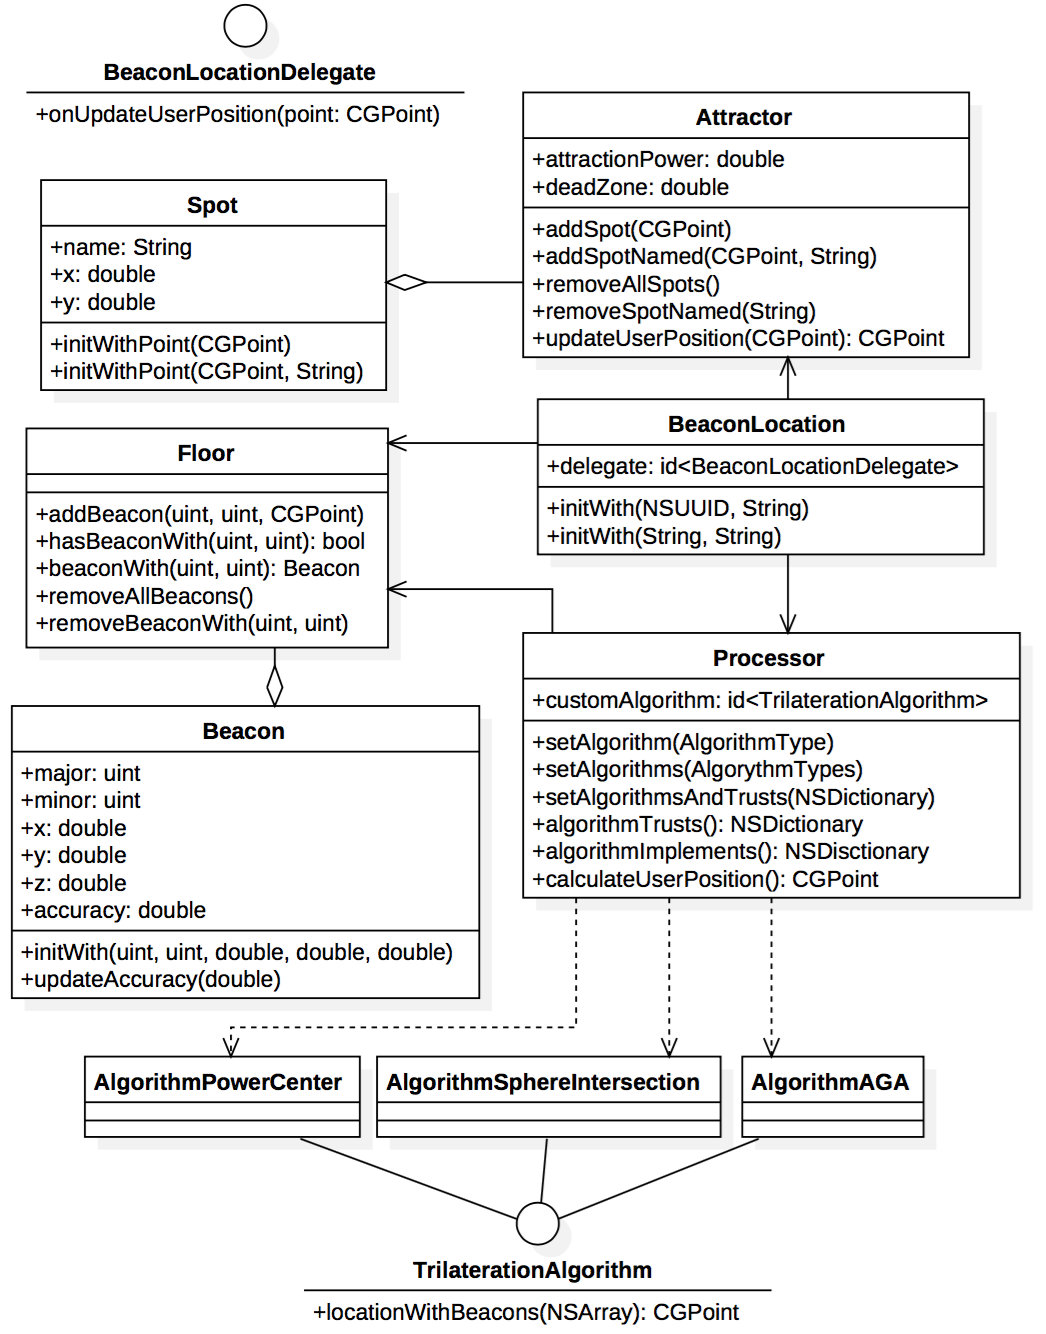 BeaconLocationDelegate
+onUpdateUserPosition(point: CGPoint)
Attractor
+attractionPower: double
+deadZone: double
+addSpot(CGPoint)
+addSpotNamed(CGPoint, String)
+removeAllSpots()
+removeSpotNamed(String)
+updateUserPosition(CGPoint): CGPoint
Spot
+name: String
+x: double
+y: double
+initWithPoint(CGPoint)
+initWithPoint(CGPoint, String)
BeaconLocation
+delegate: id<BeaconLocationDelegate>
+initWith(NSUUID, String)
+initWith(String, String)
Floor
+addBeacon(uint, uint, CGPoint)
+hasBeaconWith(uint, uint): bool
+beaconWith(uint, uint): Beacon
+removeAllBeacons()
+removeBeaconWith(uint, uint)
Processor
+customAlgorithm: id<TrilaterationAlgorithm>
+setAlgorithm(AlgorithmType)
+setAlgorithms(AlgorythmTypes)
+setAlgorithmsAndTrusts(NSDictionary)
+algorithmTrusts(): NSDictionary
+algorithmImplements(): NSDisctionary
+calculateUserPosition(): CGPoint
Beacon
+major: uint
+minor: uint
+x: double
+y: double
+z: double
+accuracy: double
+initWith(uint, uint, double, double, double)
+updateAccuracy(double)
AlgorithmPowerCenter
AlgorithmSphereIntersection
AlgorithmAGA
TrilaterationAlgorithm
+locationWithBeacons(NSArray): CGPoint